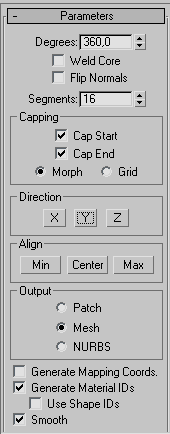 - Parameters
Degrees: 360,0
Weld Core
Flip Normals
Segments: 16
Capping
Cap Start
Cap End
Morph Grid
Direction
X Y Z
Align
Min Center Max
Output
Patch
Mesh
NURBS
Generate Mapping Coords.
Generate Material IDs
Use Shape IDs
Smooth